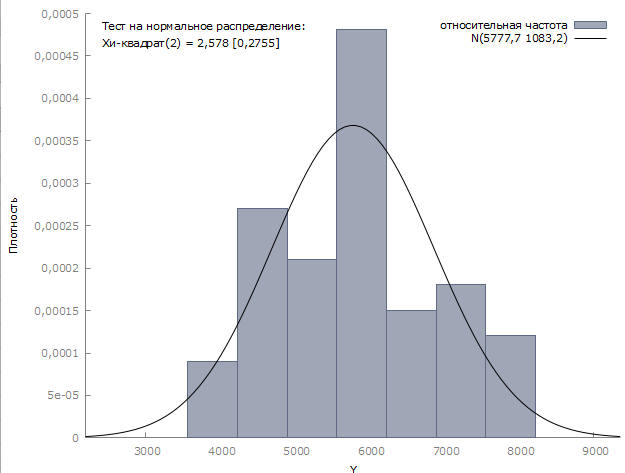 Тест на нормальное распределение:
Хи-квадрат(2) = 2,578 [0,2755]
относительная частота
N(5777,7 1083,2)
0,0005
0,00045
0,0004
0,00035
0,0003
0,00025
0,0002
0,00015
0,0001
5e-05
0
Плотность
3000 4000 5000 6000 7000 8000 9000
Y